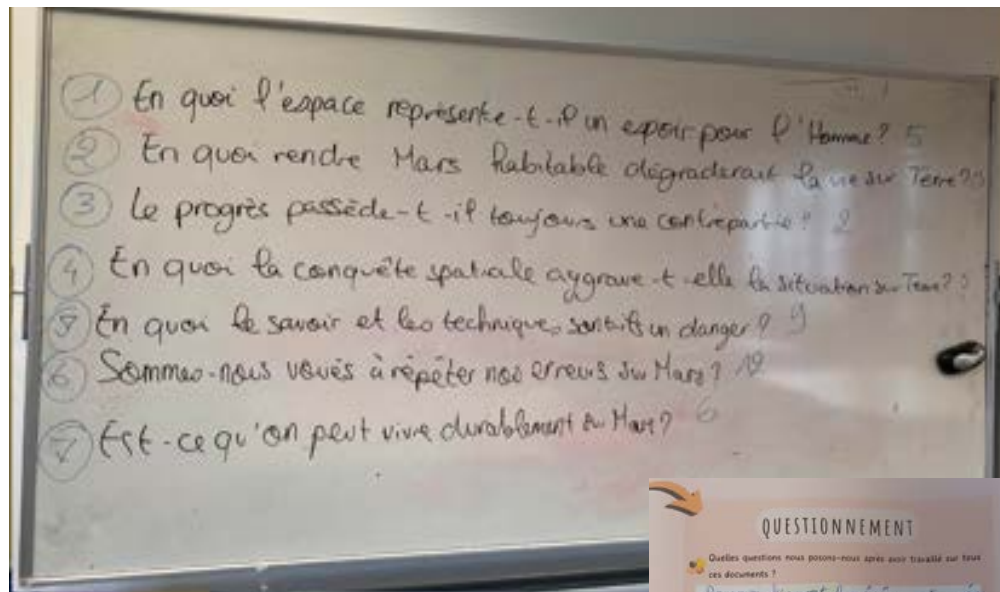 1 En quoi l'espace représente-t-il un espoir pour l'Homme? 5
2 En quoi rendre Mars habitable dégraderait la vie sur Terre?
3 Le progrès possède-t-il toujours une contrepartie? 2
4 En quoi la conquête spatiale aggrave-t-elle la situation sur Terre?
5 En quoi le savoir et les techniques sont-ils un danger? 9
6 Sommes-nous voués à répéter nos erreurs sur Mars?
7 Est-ce qu'on peut vivre durablement sur Mars? 6
QUESTIONNEMENT
Quelles questions nous posons-nous après avoir travaillé sur tous
ces documents ?